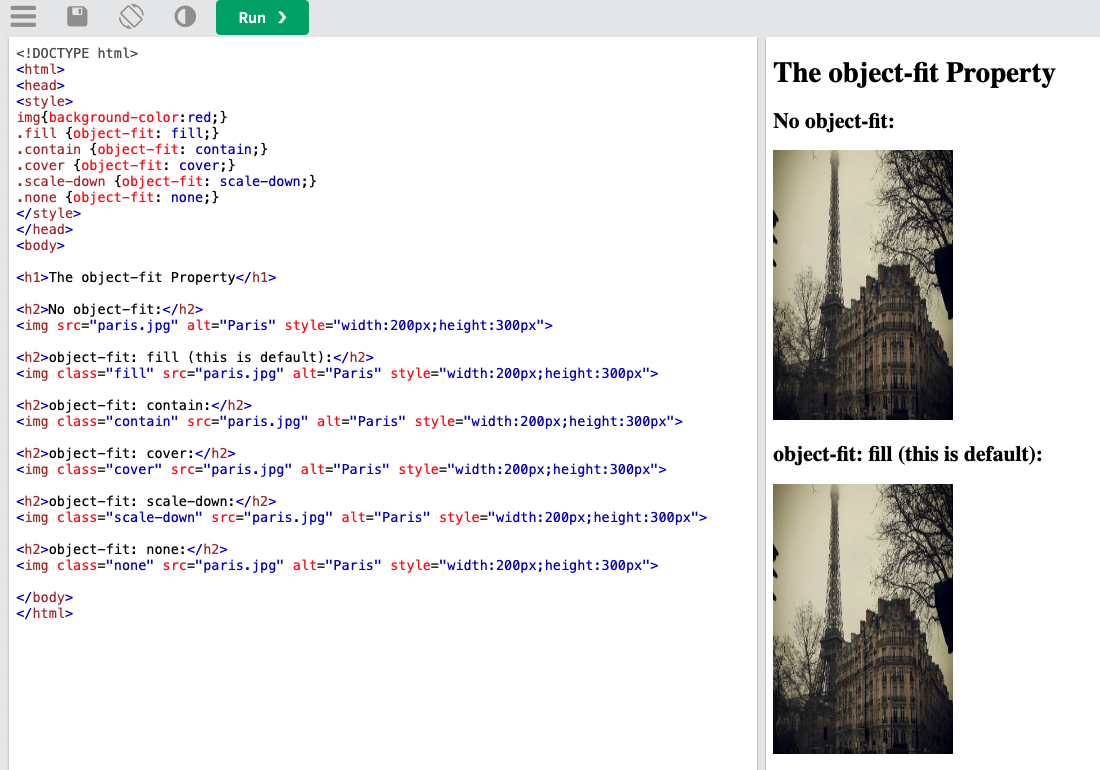 Run ❯
<!DOCTYPE html>
<html>
<head>
<style>
img{background-color:red;}
.fill {object-fit: fill;}
.contain {object-fit: contain;}
.cover {object-fit: cover;}
.scale-down {object-fit: scale-down;}
.none {object-fit: none;}
</style>
</head>
<body>
<h1>The object-fit Property</h1>
<h2>No object-fit:</h2>
<img src="paris.jpg" alt="Paris" style="width:200px;height:300px">
<h2>object-fit: fill (this is default):</h2>
<img class="fill" src="paris.jpg" alt="Paris" style="width:200px;height:300px">
<h2>object-fit: contain:</h2>
<img class="contain" src="paris.jpg" alt="Paris" style="width:200px;height:300px">
<h2>object-fit: cover:</h2>
<img class="cover" src="paris.jpg" alt="Paris" style="width:200px;height:300px">
<h2>object-fit: scale-down:</h2>
<img class="scale-down" src="paris.jpg" alt="Paris" style="width:200px;height:300px">
<h2>object-fit: none:</h2>
<img class="none" src="paris.jpg" alt="Paris" style="width:200px;height:300px">
</body>
</html>
The object-fit Property
No object-fit:
object-fit: fill (this is default):